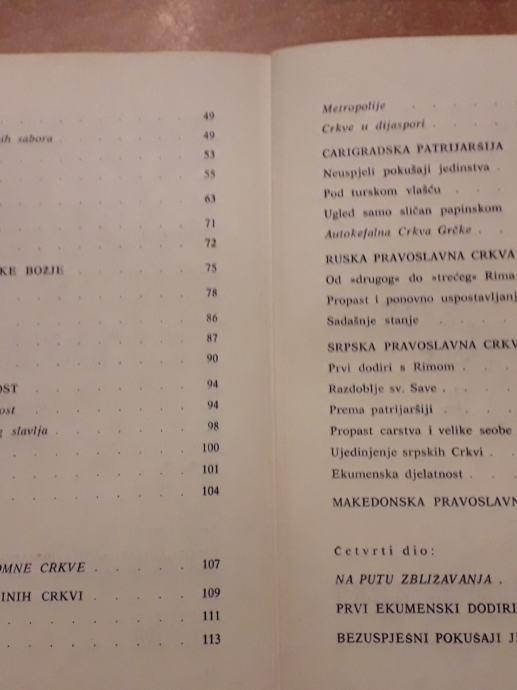 . . . . . . . 49
ih sabora . . . . . . 49
. . . . . . . 53
. . . . . . . 55
. . . . . . . 63
. . . . . . . 71
. . . . . . . 72
KE BOŽJE . . . . . 75
. . . . . . . 78
. . . . . . . 86
. . . . . . . 87
. . . . . . . 90
OST . . . . . . . 94
ost . . . . . . . 94
g slavlja . . . . . . 98
. . . . . . . 100
. . . . . . . 101
. . . . . . . 104
OMNE CRKVE . . . . . 107
INIH CRKVI . . . . . 109
. . . . . . . 111
. . . . . . . 113
Metropolije . . . .
Crkve u dijaspori . . . .
CARIGRADSKA PATRIJARŠIJA
Neuspjeli pokušaji jedinstva .
Pod turskom vlašću . . .
Ugled samo sličan papinskom
Autokefalna Crkva Grčke . .
RUSKA PRAVOSLAVNA CRKVA
Od »drugog« do »trećeg« Rima
Propast i ponovno uspostavljanj
Sadašnje stanje . . . .
SRPSKA PRAVOSLAVNA CRKV
Prvi dodiri s Rimom . . .
Razdoblje sv. Save . . .
Prema patrijaršiji . . .
Propast carstva i velike seobe
Ujedinjenje srpskih Crkvi .
Ekumenska djelatnost . . .
MAKEDONSKA PRAVOSLAVN
Četvrti dio:
NA PUTU ZBLIŽAVANJA .
PRVI EKUMENSKI DODIRI
BEZUSPJEŠNI POKUŠAJI JE